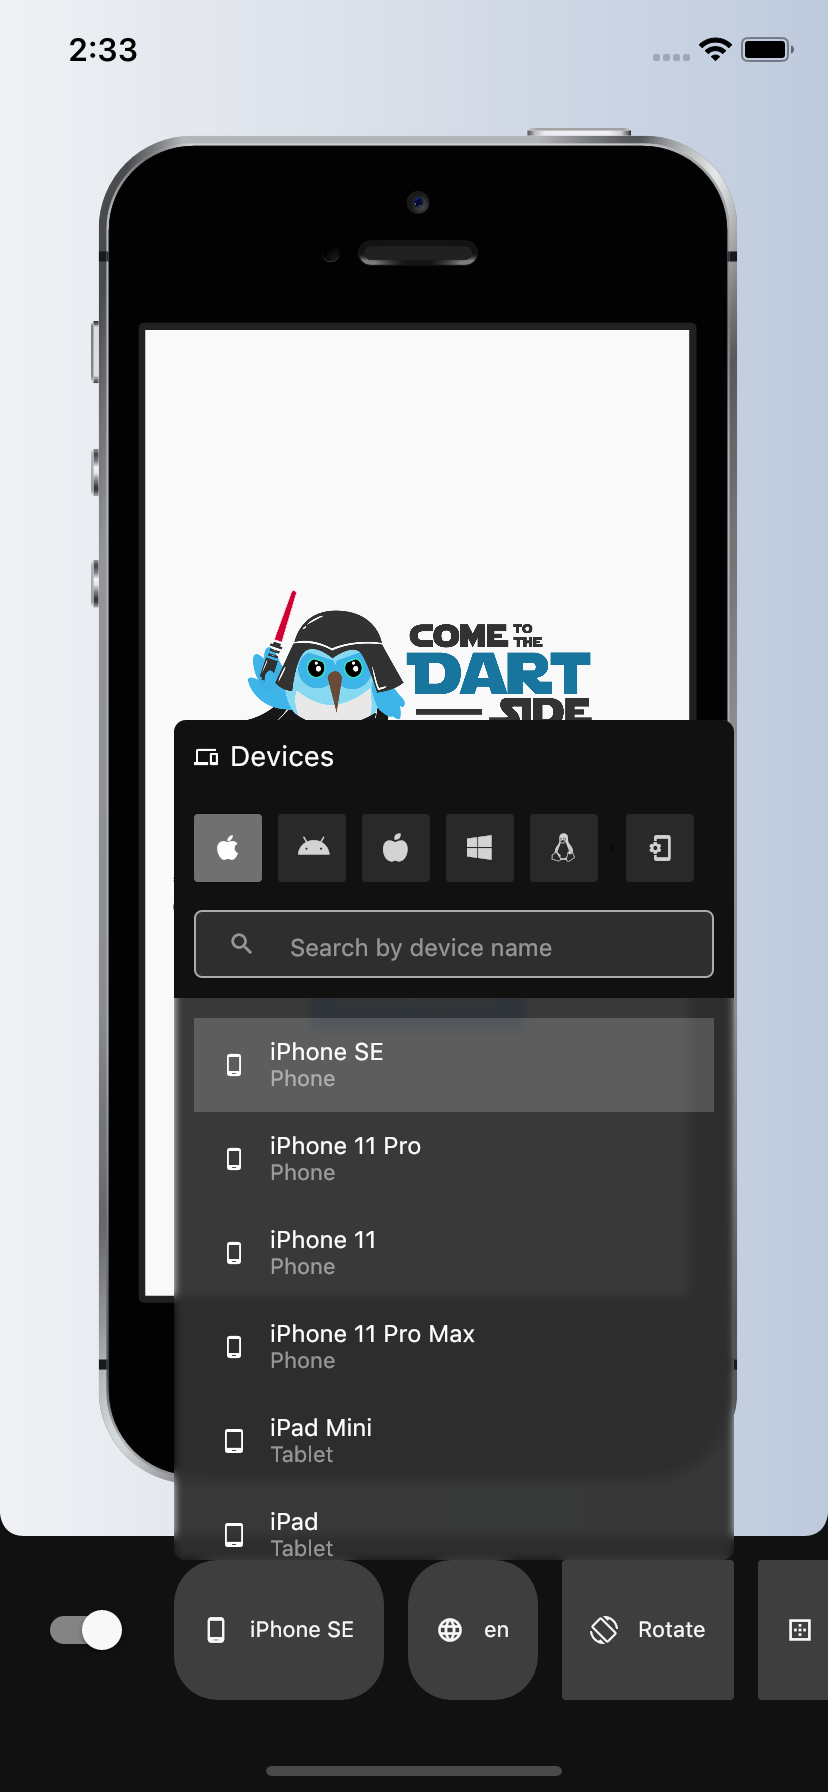 2:33
COME TO THE
DART
SIDE
Devices
Search by device name
iPhone SE
Phone
iPhone 11 Pro
Phone
iPhone 11
Phone
iPhone 11 Pro Max
Phone
iPad Mini
Tablet
iPad
Tablet
iPhone SE
en
Rotate